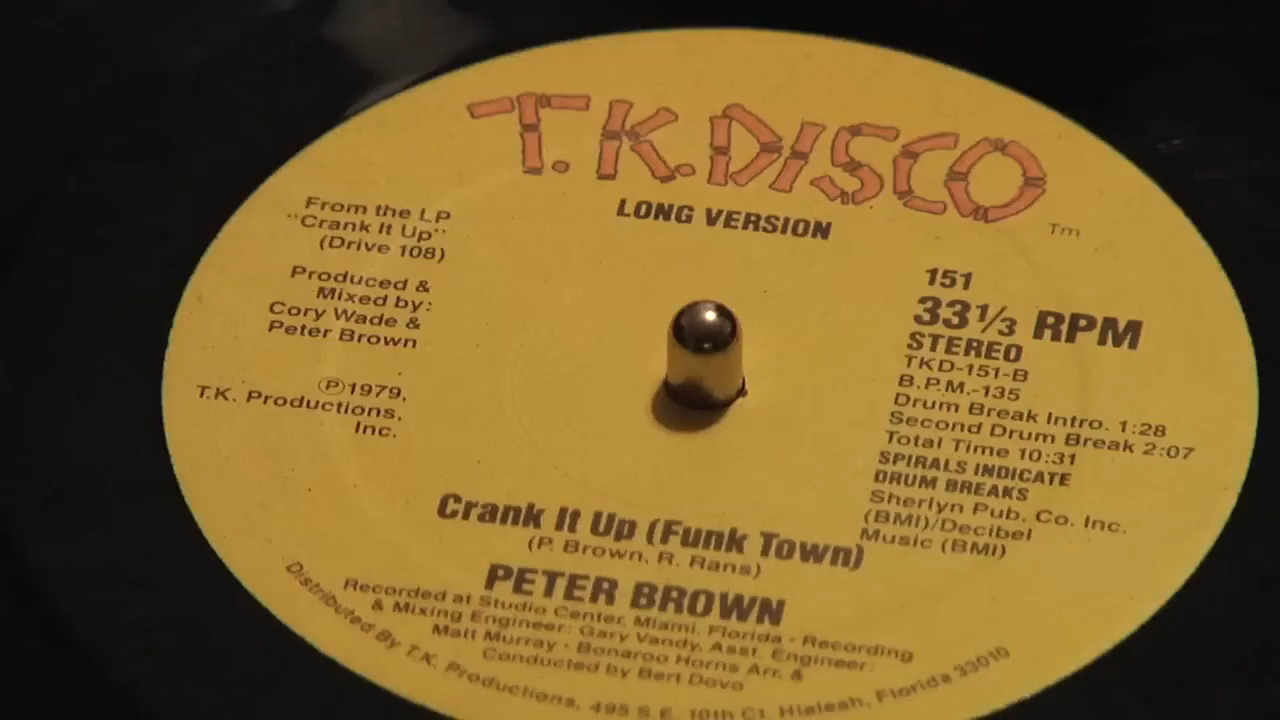 T.K.DISCO
Tm
LONG VERSION
From the LP
"Crank It Up"
(Drive 108)
Produced &
Mixed by:
Cory Wade &
Peter Brown
Ⓟ1979,
T.K. Productions,
Inc.
151
33⅓ RPM
STEREO
TKD-151-B
B.P.M.-135
Drum Break Intro. 1:28
Second Drum Break 2:07
Total Time 10:31
SPIRALS INDICATE
DRUM BREAKS
Sherlyn Pub. Co. Inc.
(BMI)/Decibel
Music (BMI)
Crank It Up (Funk Town)
(P. Brown, R. Rans)
PETER BROWN
Recorded at Studio Center, Miami, Florida - Recording
& Mixing Engineer: Gary Vandy, Asst. Engineer:
Matt Murray - Bonaroo Horns Arr. &
Conducted by Bert Dovo
Distributed By T.K. Productions, 495 S.E. 10th Ct. Hieleah, Florida 33010